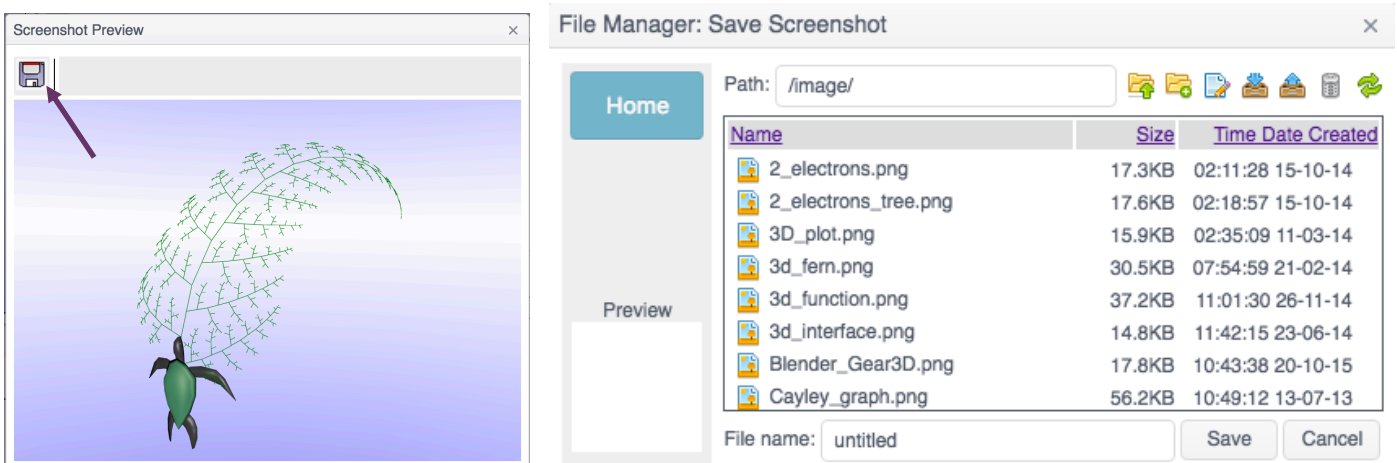 Screenshot Preview ×
File Manager: Save Screenshot ×
Home
Path: /image/
Name Size Time Date Created
2_electrons.png 17.3KB 02:11:28 15-10-14
2_electrons_tree.png 17.6KB 02:18:57 15-10-14
3D_plot.png 15.9KB 02:35:09 11-03-14
3d_fern.png 30.5KB 07:54:59 21-02-14
3d_function.png 37.2KB 11:01:30 26-11-14
3d_interface.png 14.8KB 11:42:15 23-06-14
Blender_Gear3D.png 17.8KB 10:43:38 20-10-15
Cayley_graph.png 56.2KB 10:49:12 13-07-13
Preview
File name: untitled Save Cancel